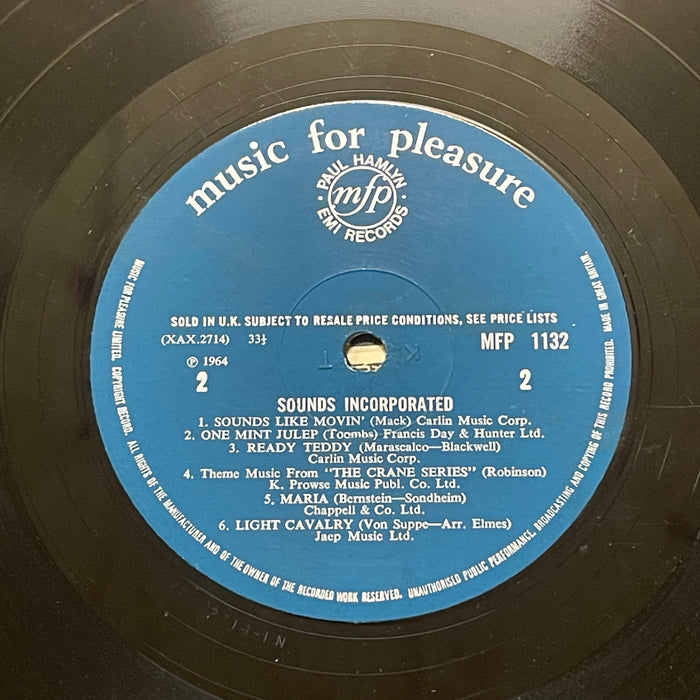 music for pleasure
PAUL HAMLYN
mfp
EMI RECORDS
SOLD IN U.K. SUBJECT TO RESALE PRICE CONDITIONS, SEE PRICE LISTS
(XAX.2714) 33⅓ MFP 1132
Ⓟ 1964
2 2
SOUNDS INCORPORATED
1. SOUNDS LIKE MOVIN' (Mack) Carlin Music Corp.
2. ONE MINT JULEP (Toombs) Francis Day & Hunter Ltd.
3. READY TEDDY (Marascalco—Blackwell)
Carlin Music Corp.
4. Theme Music From "THE CRANE SERIES" (Robinson)
K. Prowse Music Publ. Co. Ltd.
5. MARIA (Bernstein—Sondheim)
Chappell & Co. Ltd.
6. LIGHT CAVALRY (Von Suppe—Arr. Elmes)
Jaep Music Ltd.
MUSIC FOR PLEASURE LIMITED. COPYRIGHT RECORD. ALL RIGHTS OF THE MANUFACTURER AND OF THE OWNER OF THE RECORDED WORK RESERVED. UNAUTHORISED PUBLIC PERFORMANCE, BROADCASTING AND COPYING OF THIS RECORD PROHIBITED. MADE IN GREAT BRITAIN.